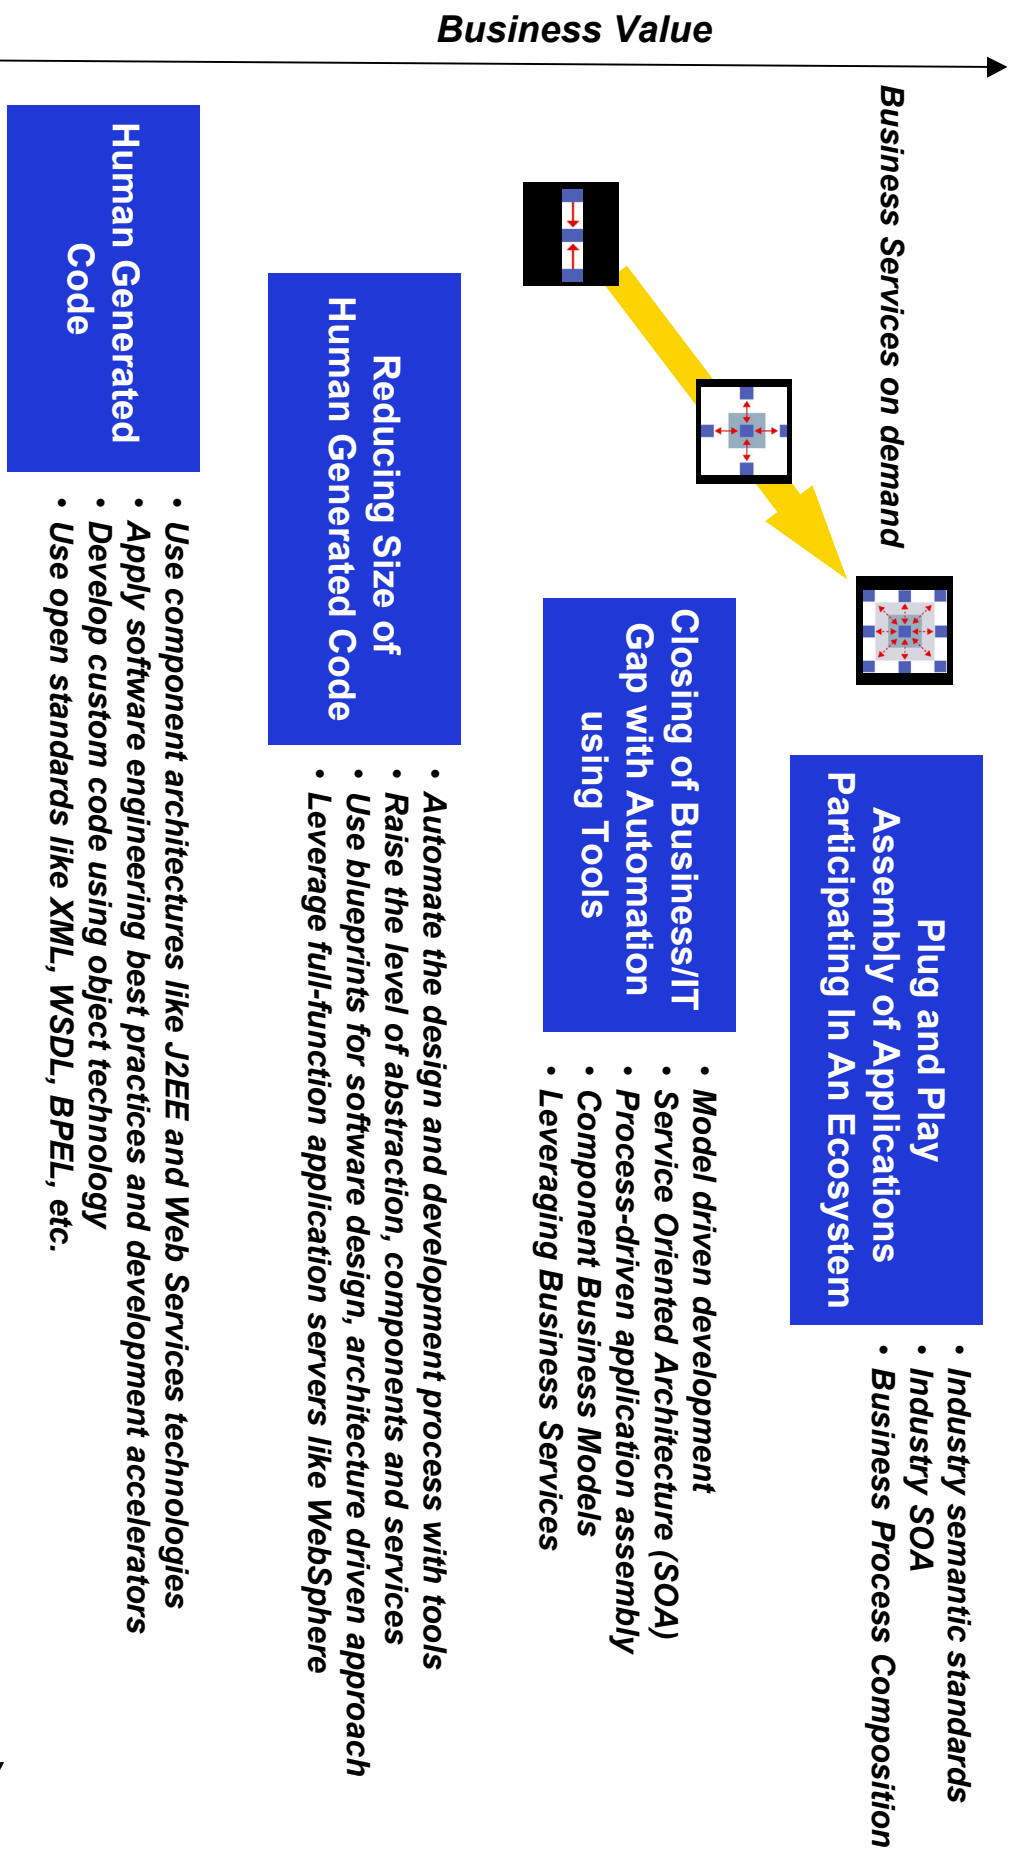 Business Value
Business Services on demand
Plug and Play
Assembly of Applications
Participating In An Ecosystem
• Industry semantic standards
• Industry SOA
• Business Process Composition
Closing of Business/IT
Gap with Automation
using Tools
• Model driven development
• Service Oriented Architecture (SOA)
• Process-driven application assembly
• Component Business Models
• Leveraging Business Services
Reducing Size of
Human Generated Code
• Automate the design and development process with tools
• Raise the level of abstraction, components and services
• Use blueprints for software design, architecture driven approach
• Leverage full-function application servers like WebSphere
Human Generated
Code
• Use component architectures like J2EE and Web Services technologies
• Apply software engineering best practices and development accelerators
• Develop custom code using object technology
• Use open standards like XML, WSDL, BPEL, etc.